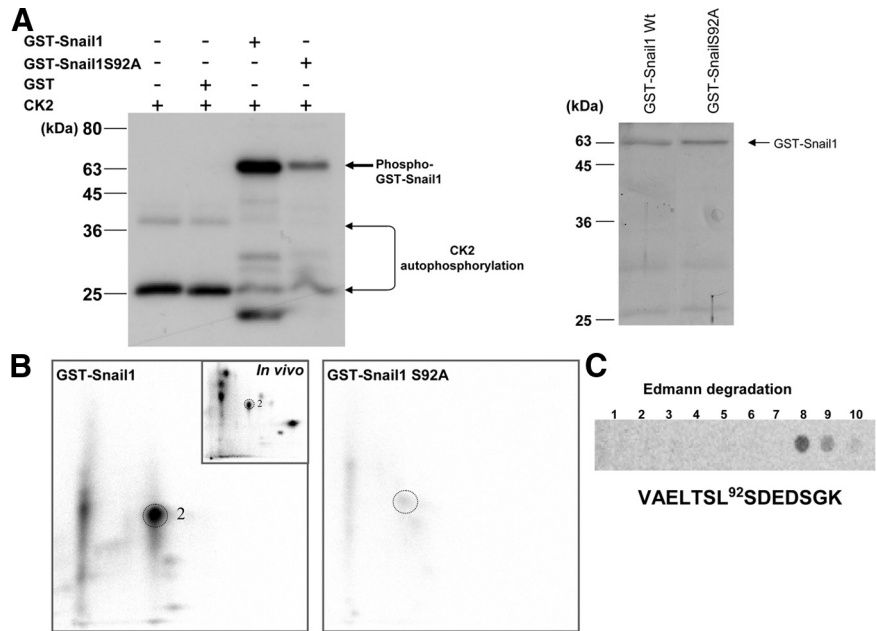 A
GST-Snail1 - - + -
GST-Snail1S92A - - - +
GST - + - -
CK2 + + + +
(kDa)
80
63
45
36
25
Phospho-
GST-Snail1
CK2
autophosphorylation
GST-Snail1 Wt
GST-SnailS92A
(kDa)
63
45
36
25
GST-Snail1
B
GST-Snail1
In vivo
2
2
GST-Snail1 S92A
C
Edmann degradation
1 2 3 4 5 6 7 8 9 10
VAELTSL⁹²SDEDSGK